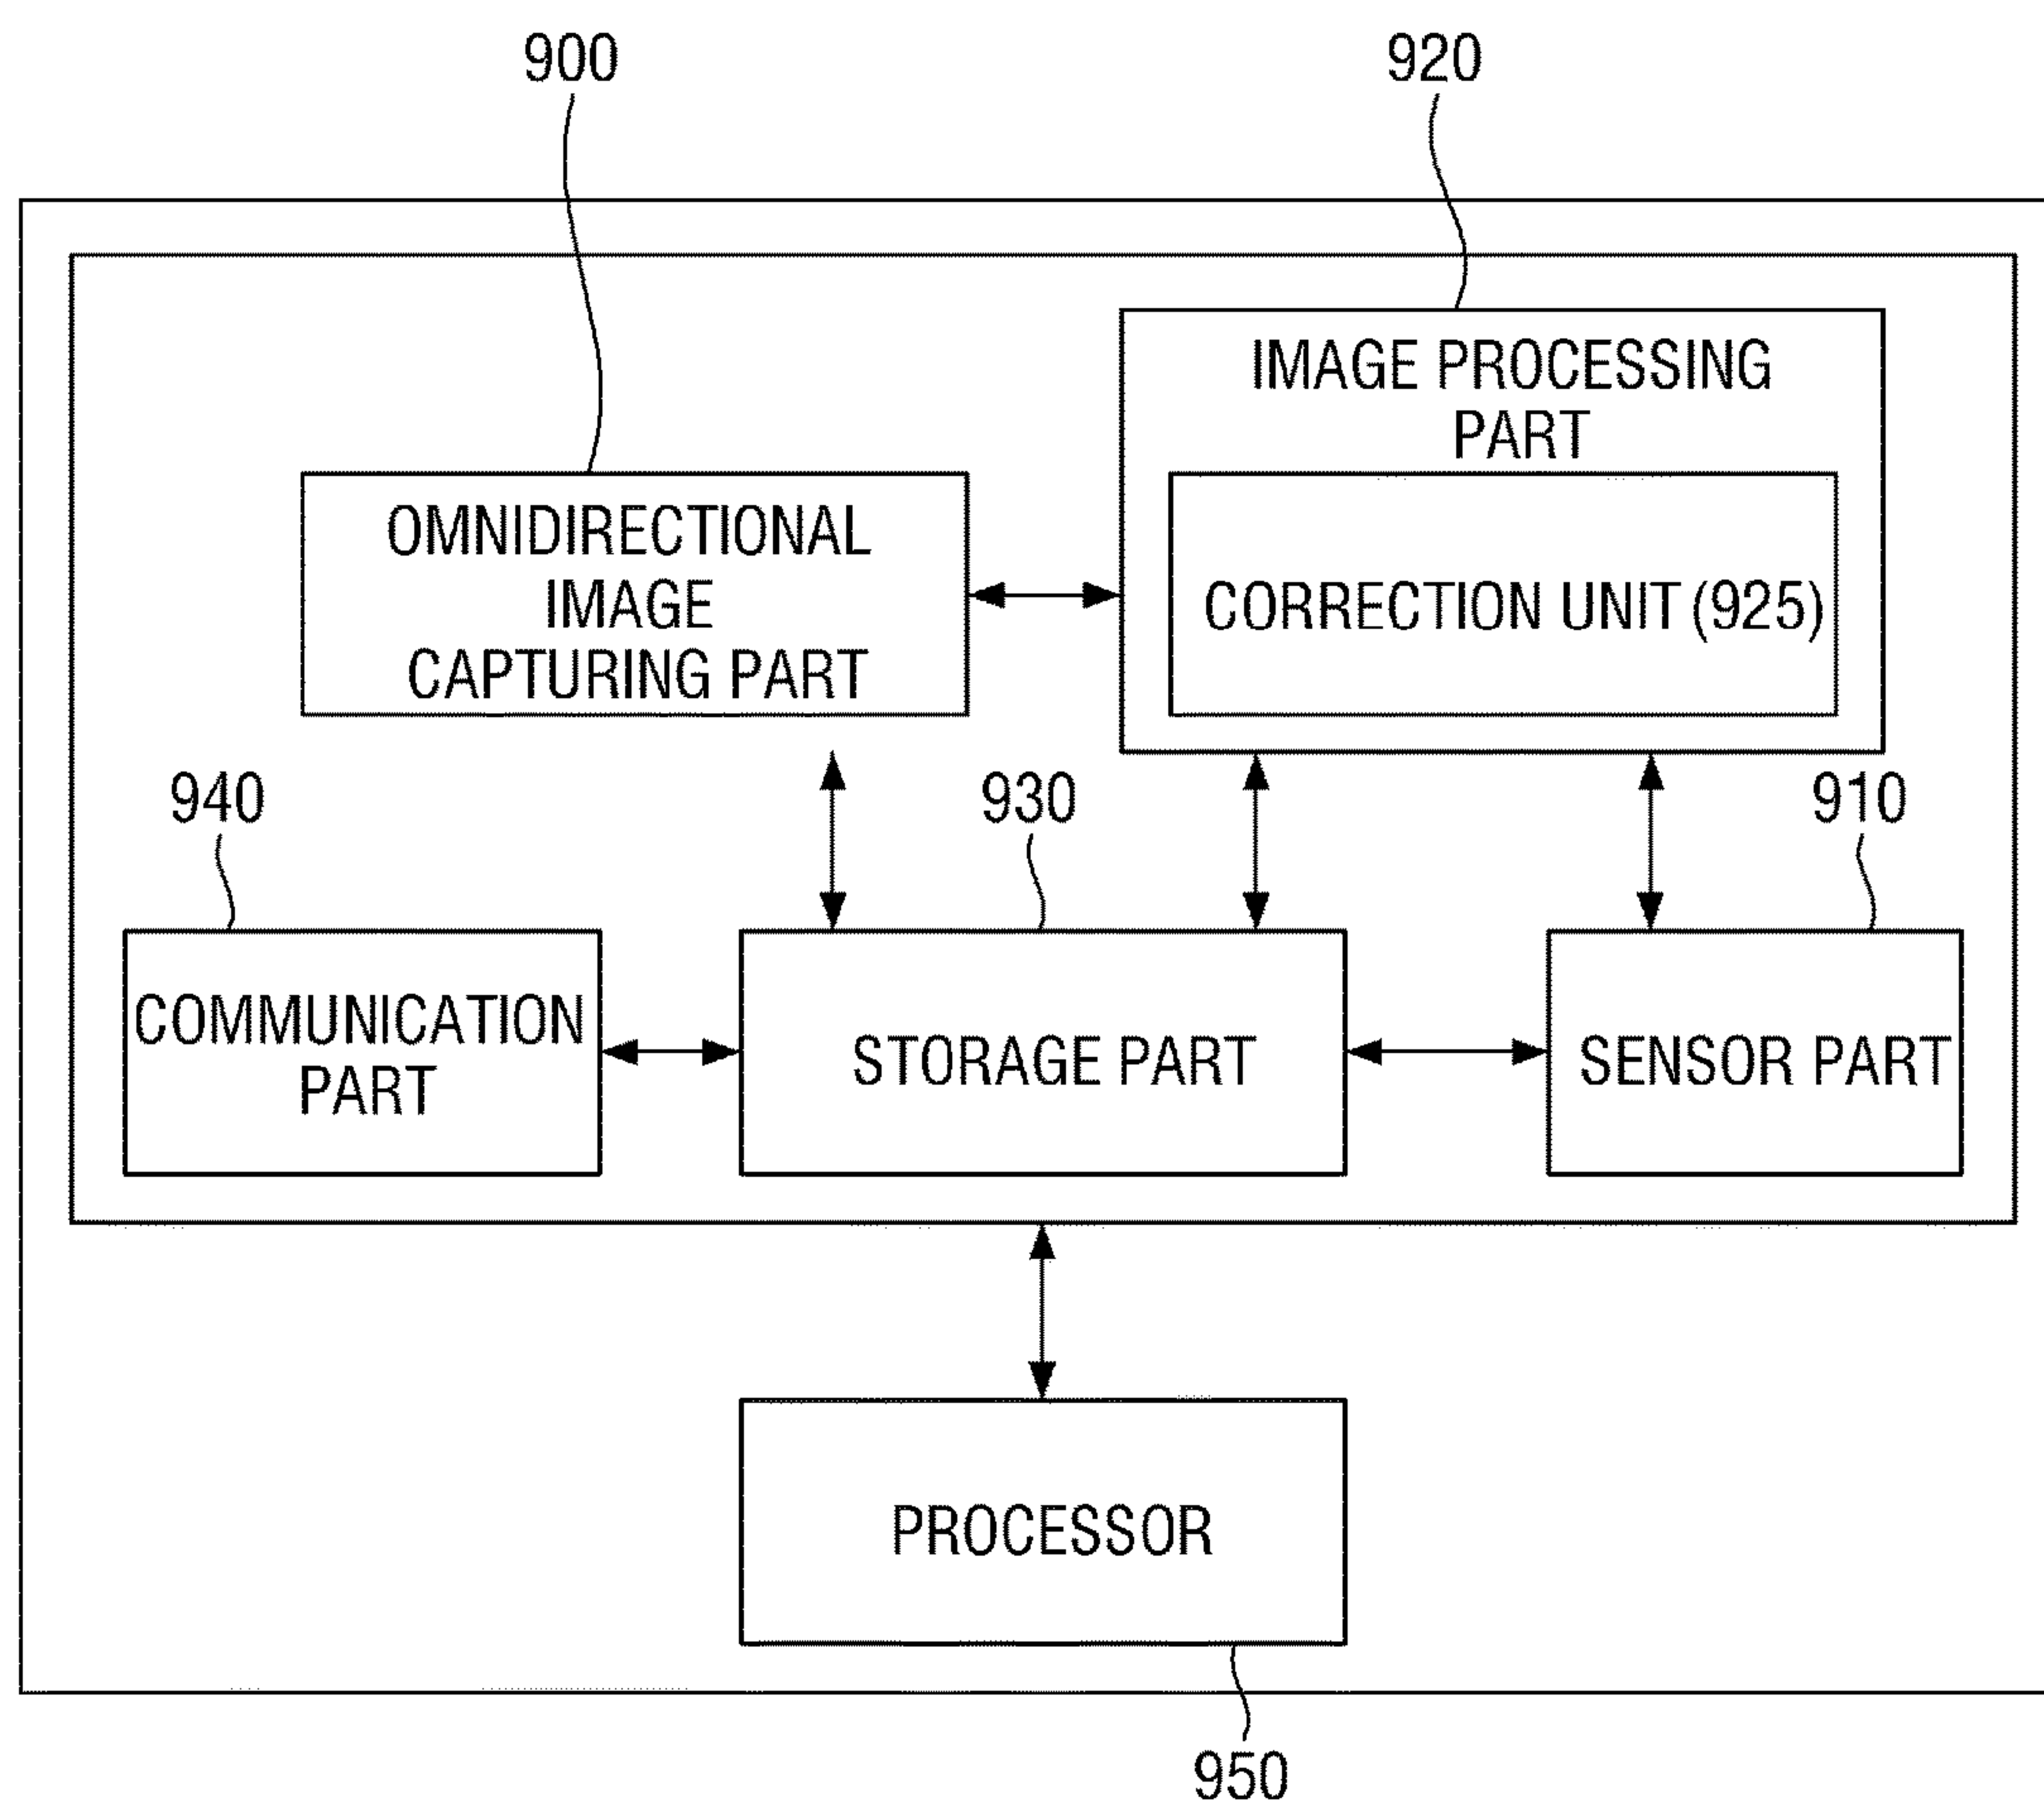 900
920
IMAGE PROCESSING
PART
OMNIDIRECTIONAL
IMAGE
CAPTURING PART
CORRECTION UNIT (925)
940
930
910
COMMUNICATION
PART
STORAGE PART
SENSOR PART
PROCESSOR
950